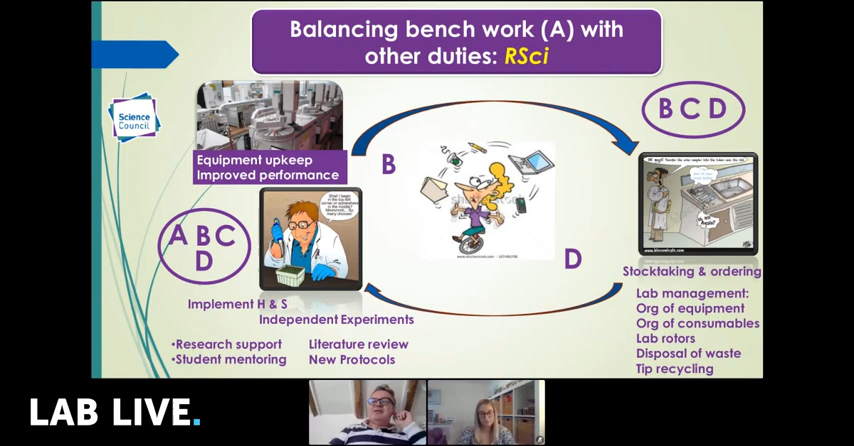 Balancing bench work (A) with
other duties: RSci
Science
Council
Equipment upkeep
Improved performance
B
B C D
A B C
D
D
Stocktaking & ordering
Implement H & S
Independent Experiments
Lab management:
Org of equipment
Org of consumables
Lab rotors
Disposal of waste
Tip recycling
•Research support
•Student mentoring
Literature review
New Protocols
LAB LIVE.